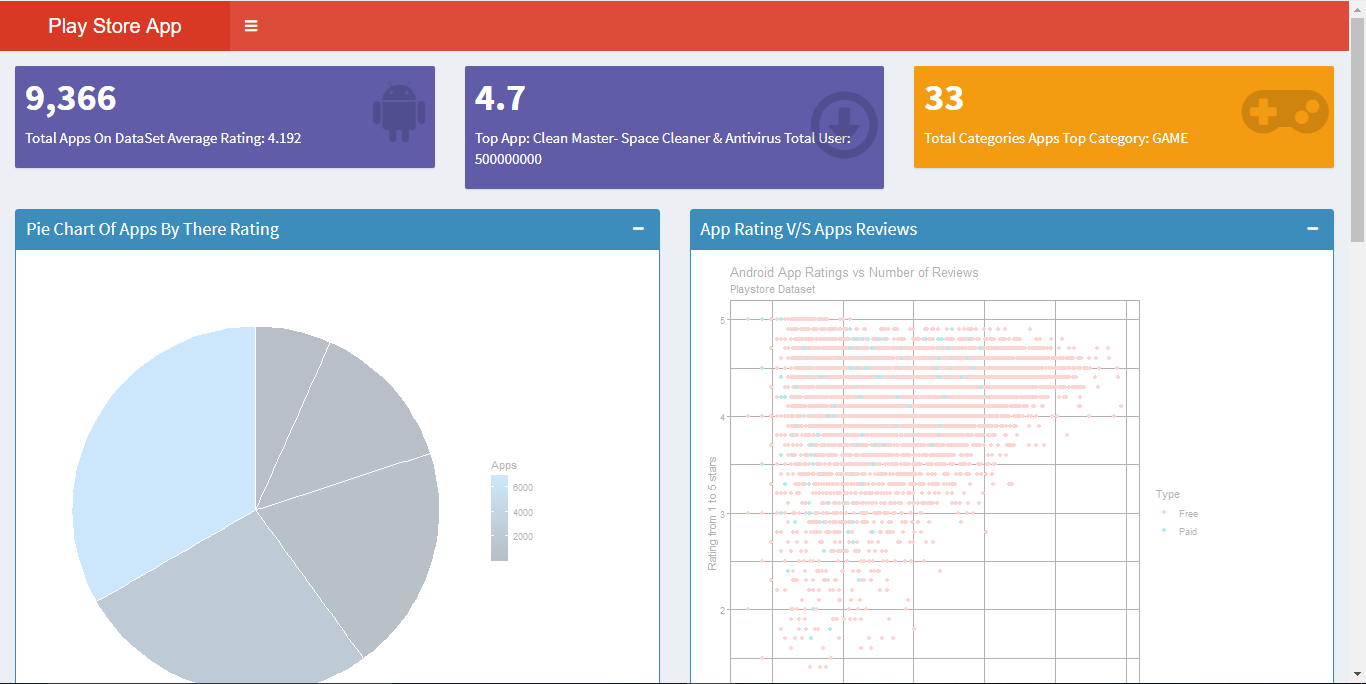 Play Store App
9,366
Total Apps On DataSet Average Rating: 4.192
4.7
Top App: Clean Master- Space Cleaner & Antivirus Total User:
500000000
33
Total Categories Apps Top Category: GAME
Pie Chart Of Apps By There Rating
Apps
6000
4000
2000
App Rating V/S Apps Reviews
Android App Ratings vs Number of Reviews
Playstore Dataset
Rating from 1 to 5 stars
5
4
3
2
Type
Free
Paid